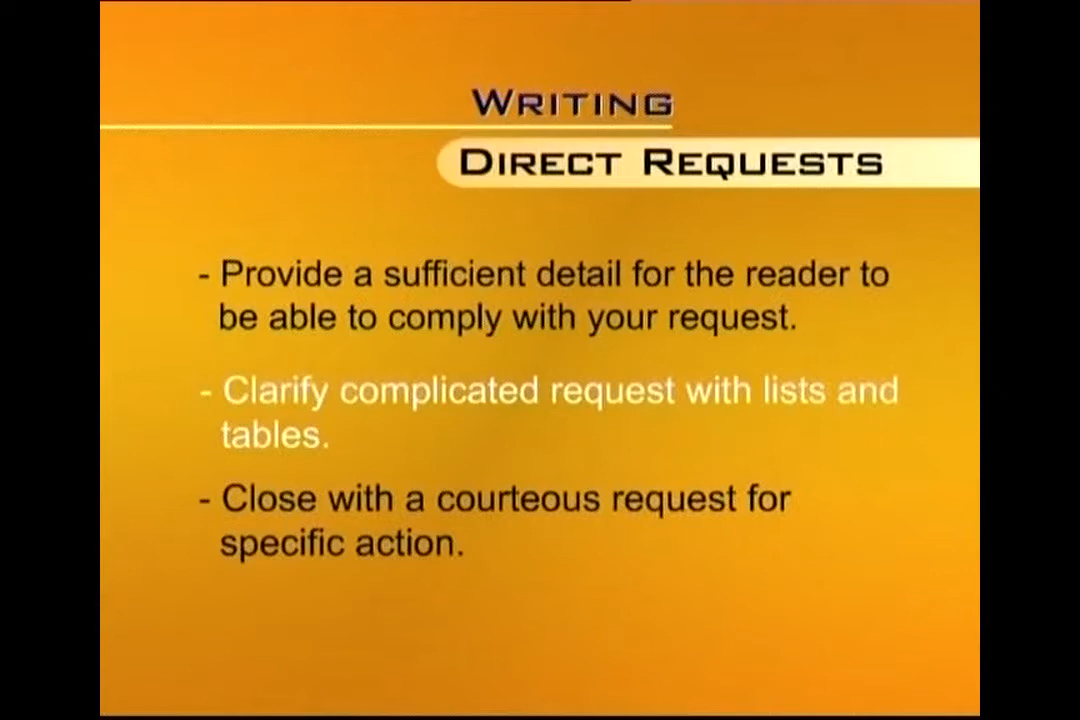 WRITING
DIRECT REQUESTS
- Provide a sufficient detail for the reader to
be able to comply with your request.
- Clarify complicated request with lists and
tables.
- Close with a courteous request for
specific action.